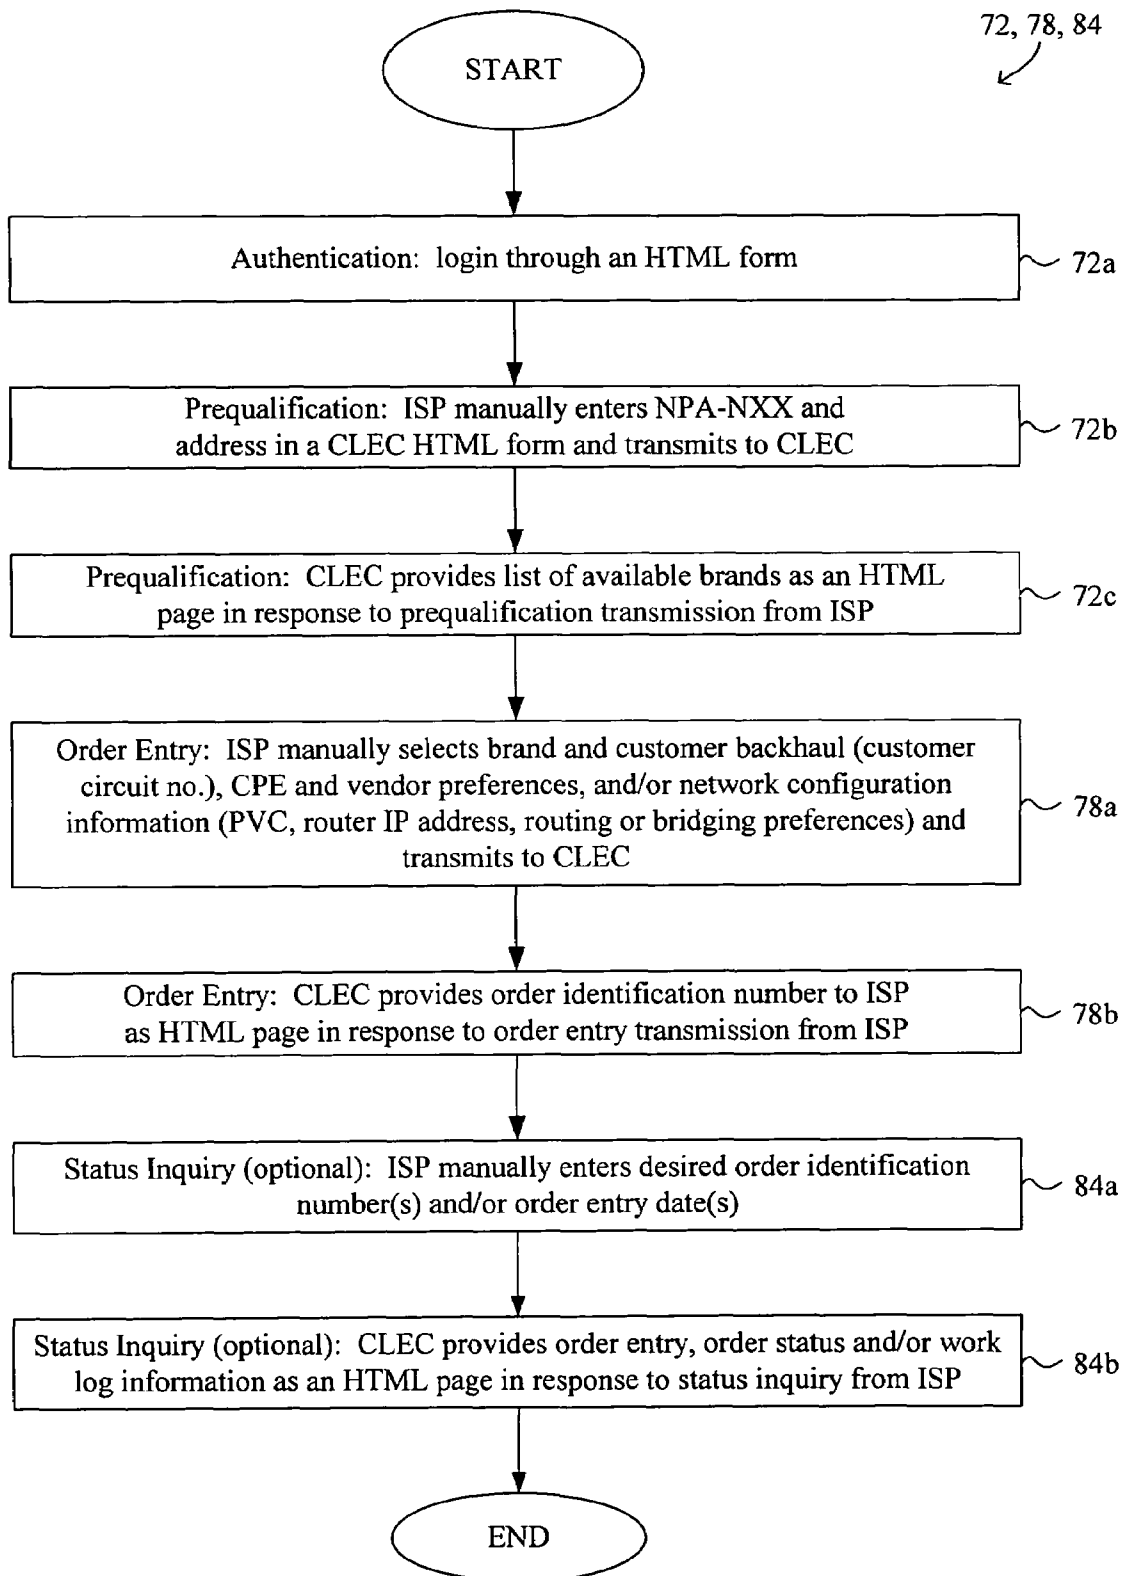 72, 78, 84
START
Authentication: login through an HTML form
72a
Prequalification: ISP manually enters NPA-NXX and
address in a CLEC HTML form and transmits to CLEC
72b
Prequalification: CLEC provides list of available brands as an HTML
page in response to prequalification transmission from ISP
72c
Order Entry: ISP manually selects brand and customer backhaul (customer
circuit no.), CPE and vendor preferences, and/or network configuration
information (PVC, router IP address, routing or bridging preferences) and
transmits to CLEC
78a
Order Entry: CLEC provides order identification number to ISP
as HTML page in response to order entry transmission from ISP
78b
Status Inquiry (optional): ISP manually enters desired order identification
number(s) and/or order entry date(s)
84a
Status Inquiry (optional): CLEC provides order entry, order status and/or work
log information as an HTML page in response to status inquiry from ISP
84b
END